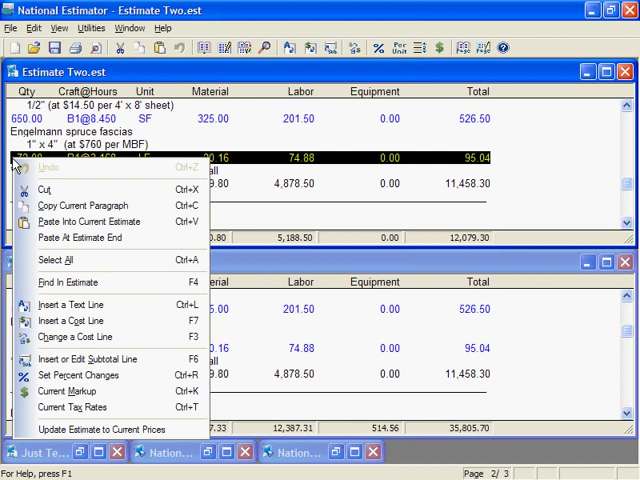 National Estimator - Estimate Two.est
File Edit View Utilities Window Help
Per Unit
Estimate Two.est
Qty Craft@Hours Unit Material Labor Equipment Total
1/2" (at $14.50 per 4' x 8' sheet)
650.00 B1@8.450 SF 325.00 201.50 0.00 526.50
Engelmann spruce fascias
1" x 4" (at $760 per MBF)
20.16 74.88 0.00 95.04
all
9.80 4,878.50 0.00 11,458.30
0.80 5,188.50 0.00 12,079.30
Undo Ctrl+Z
Cut Ctrl+X
Copy Current Paragraph Ctrl+C
Paste Into Current Estimate Ctrl+V
Paste At Estimate End
Select All Ctrl+A
Find In Estimate F4
Insert a Text Line Ctrl+L
Insert a Cost Line F7
Change a Cost Line F3
Insert or Edit Subtotal Line F6
Set Percent Changes Ctrl+R
Current Markup Ctrl+K
Current Tax Rates Ctrl+T
Update Estimate to Current Prices
Material Labor Equipment Total
5.00 201.50 0.00 526.50
0.16 74.88 0.00 95.04
all
9.80 4,878.50 0.00 11,458.30
7.33 12,387.31 514.56 35,805.70
Just Te... Nation... Nation...
For Help, press F1 Page 2/ 3